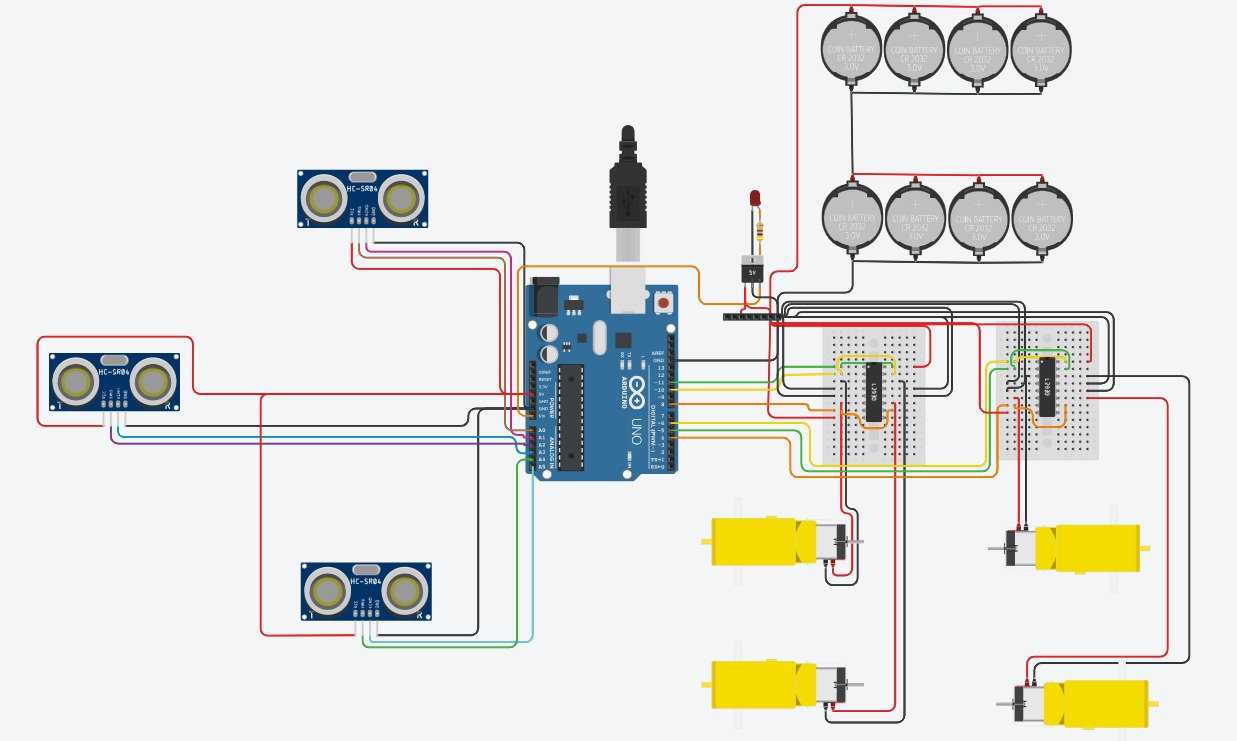 COIN BATTERY
CR 2032
3.0V
COIN BATTERY
CR 2032
3.0V
COIN BATTERY
CR 2032
3.0V
COIN BATTERY
CR 2032
3.0V
HC-SR04
T
R
COIN BATTERY
CR 2032
3.0V
COIN BATTERY
CR 2032
3.0V
COIN BATTERY
CR 2032
3.0V
COIN BATTERY
CR 2032
3.0V
5V
HC-SR04
T
R
IOREF
RESET
3.3V
5V
GND
Vin
POWER
A0
A1
A2
A3
A4
A5
ANALOG IN
TX
RX
L
ARDUINO
UNO
ON
AREF
GND
13
12
~11
~10
~9
8
7
~6
~5
4
~3
2
TX→1
RX←0
DIGITAL (PWM~)
L293D
L293D
HC-SR04
T
R